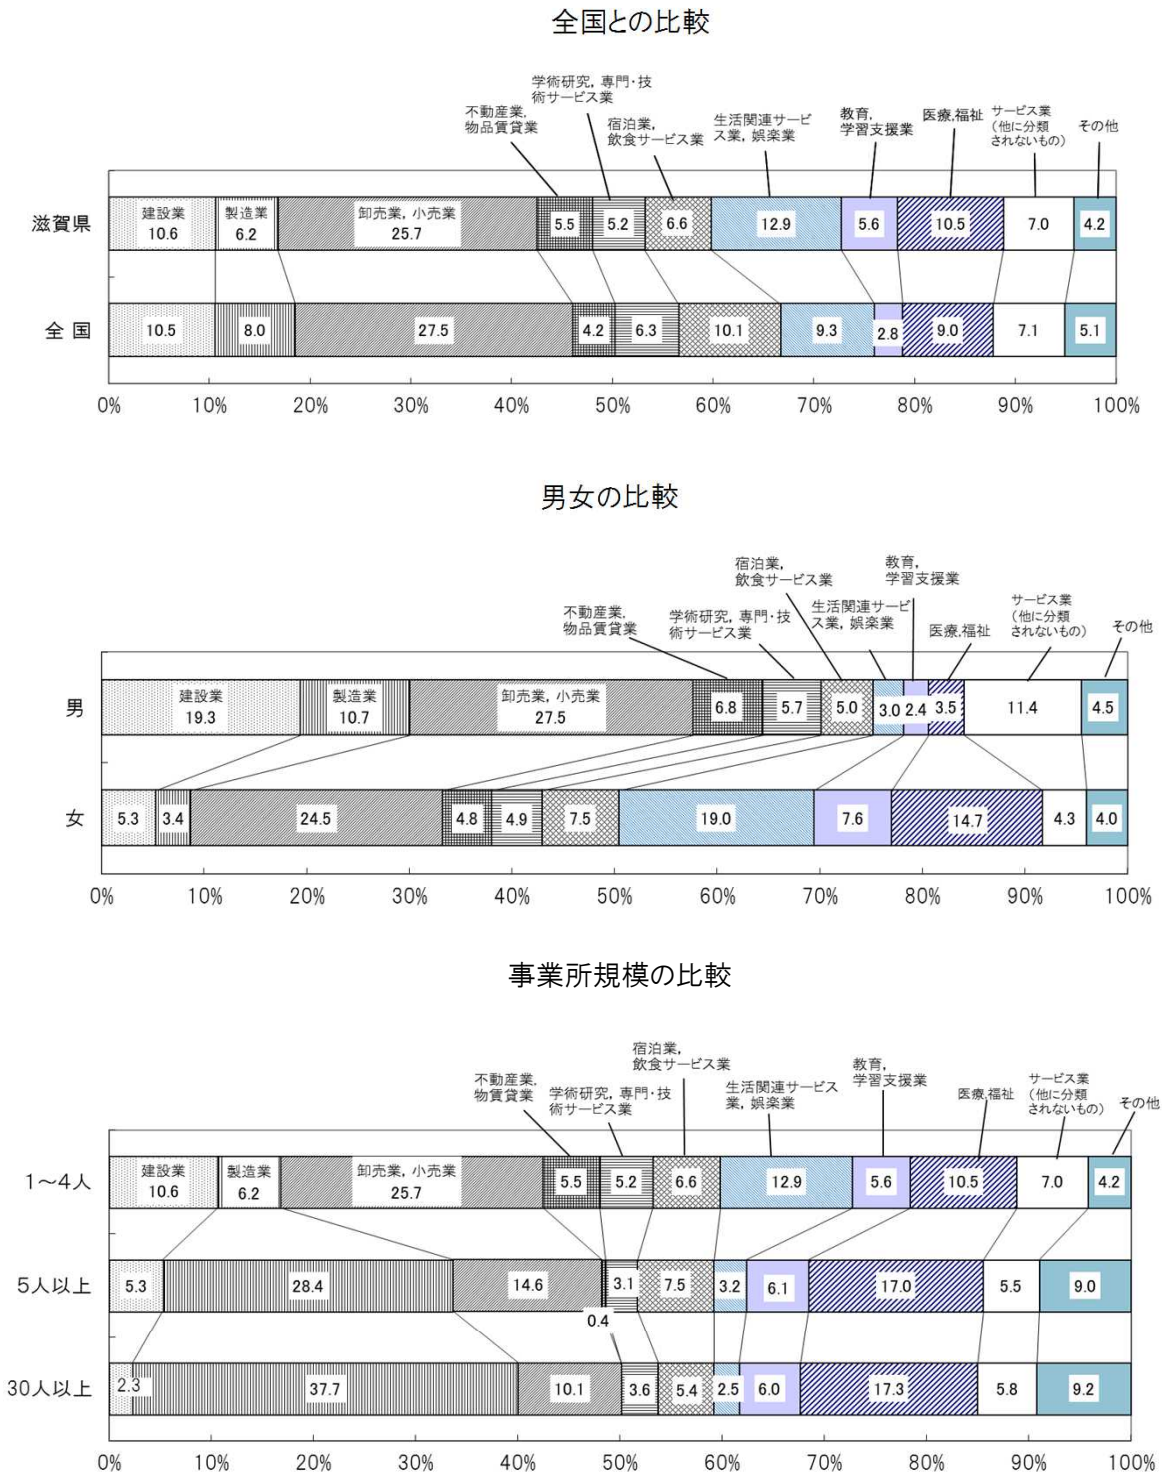 全国との比較
学術研究，専門・技
術サービス業
不動産業，
物品賃貸業
宿泊業，
飲食サービス業
生活関連サービ
ス業，娯楽業
教育，
学習支援業
医療，福祉
サービス業
（他に分類
されないもの）
その他
滋賀県
建設業
10.6
製造業
6.2
卸売業，小売業
25.7
5.5
5.2
6.6
12.9
5.6
10.5
7.0
4.2
全国
10.5
8.0
27.5
4.2
6.3
10.1
9.3
2.8
9.0
7.1
5.1
0% 10% 20% 30% 40% 50% 60% 70% 80% 90% 100%
男女の比較
宿泊業，
飲食サービス業
教育，
学習支援業
不動産業，
物品賃貸業
学術研究，専門・技
術サービス業
生活関連サービ
ス業，娯楽業
医療，福祉
サービス業
（他に分類
されないもの）
その他
男
建設業
19.3
製造業
10.7
卸売業，小売業
27.5
6.8
5.7
5.0
3.0
2.4
3.5
11.4
4.5
女
5.3
3.4
24.5
4.8
4.9
7.5
19.0
7.6
14.7
4.3
4.0
0% 10% 20% 30% 40% 50% 60% 70% 80% 90% 100%
事業所規模の比較
宿泊業，
飲食サービス業
不動産業，
物賃貸業
学術研究，専門・技
術サービス業
生活関連サービス
業，娯楽業
教育，
学習支援業
医療，福祉
サービス業
（他に分類
されないもの）
その他
1～4人
建設業
10.6
製造業
6.2
卸売業，小売業
25.7
5.5
5.2
6.6
12.9
5.6
10.5
7.0
4.2
5人以上
5.3
28.4
14.6
0.4
3.1
7.5
3.2
6.1
17.0
5.5
9.0
30人以上
2.3
37.7
10.1
3.6
5.4
2.5
6.0
17.3
5.8
9.2
0% 10% 20% 30% 40% 50% 60% 70% 80% 90% 100%